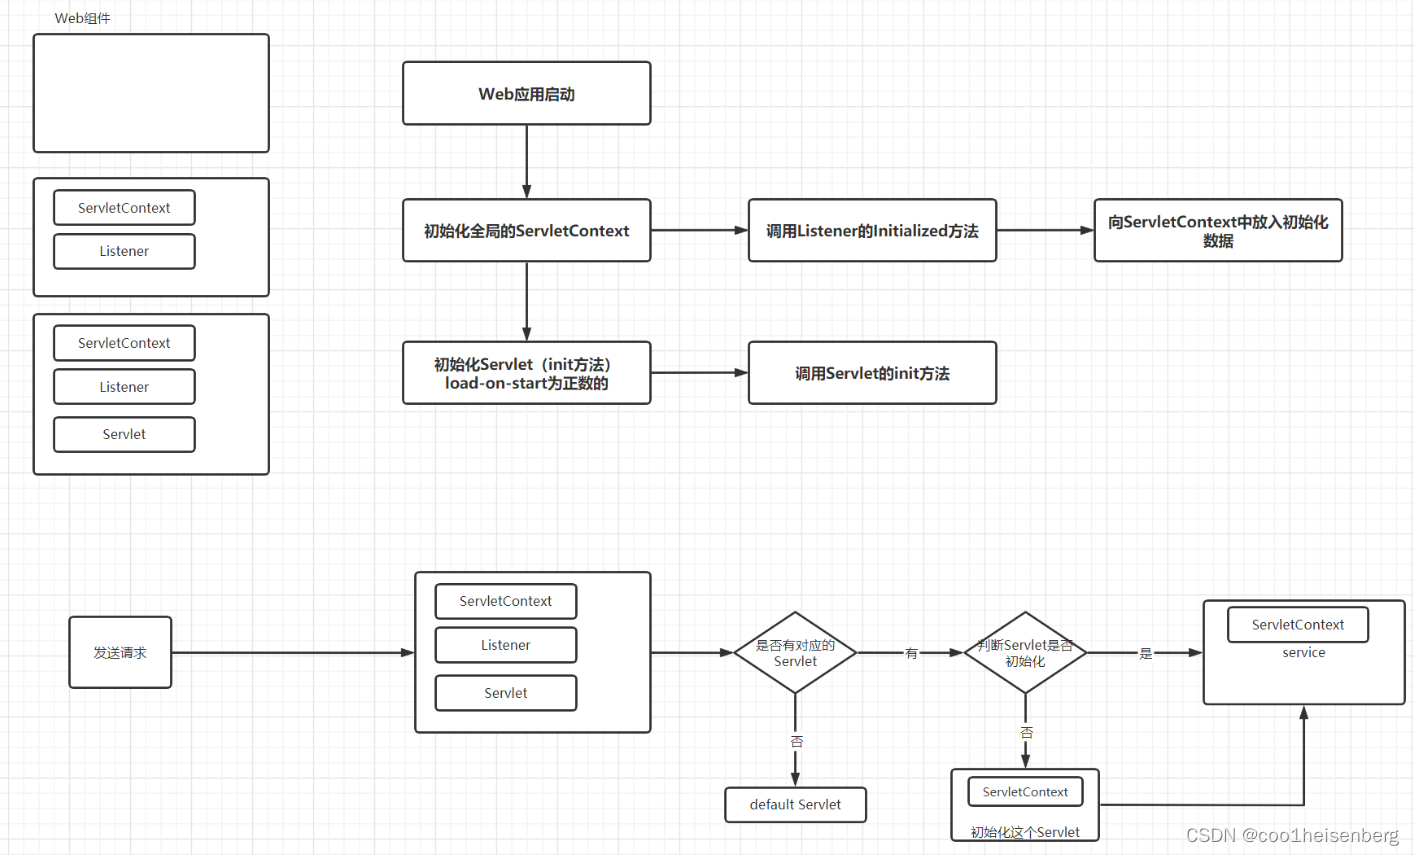 Web组件
Web应用启动
ServletContext
Listener
初始化全局的ServletContext
调用Listener的Initialized方法
向ServletContext中放入初始化
数据
ServletContext
Listener
Servlet
初始化Servlet（init方法）
load-on-start为正数的
调用Servlet的init方法
发送请求
ServletContext
Listener
Servlet
是否有对应的
Servlet
有
判断Servlet是否
初始化
是
ServletContext
service
否
default Servlet
否
ServletContext
初始化这个Servlet
CSDN @coo1heisenberg